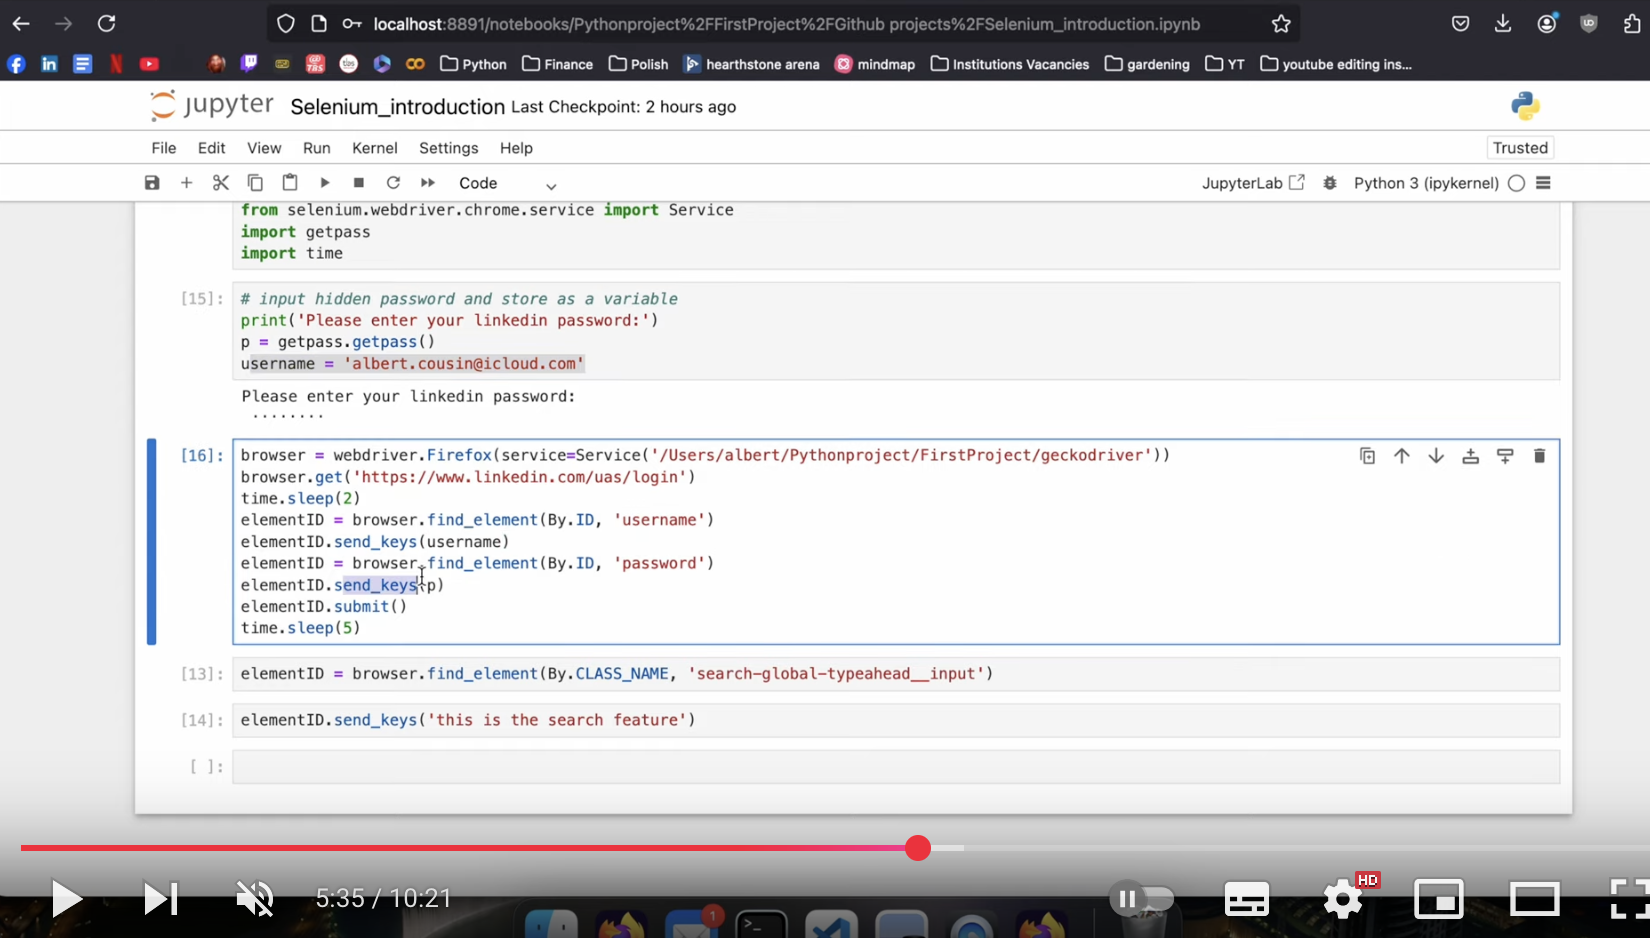 localhost:8891/notebooks/Pythonproject%2FFirstProject%2FGithub projects%2FSelenium_introduction.ipynb
Python Finance Polish hearthstone arena mindmap Institutions Vacancies gardening YT youtube editing ins...
jupyter Selenium_introduction Last Checkpoint: 2 hours ago
File Edit View Run Kernel Settings Help Trusted
Code JupyterLab Python 3 (ipykernel)
from selenium.webdriver.chrome.service import Service
import getpass
import time
[15]: # input hidden password and store as a variable
print('Please enter your linkedin password:')
p = getpass.getpass()
username = 'albert.cousin@icloud.com'
Please enter your linkedin password:
········
[16]: browser = webdriver.Firefox(service=Service('/Users/albert/Pythonproject/FirstProject/geckodriver'))
browser.get('https://www.linkedin.com/uas/login')
time.sleep(2)
elementID = browser.find_element(By.ID, 'username')
elementID.send_keys(username)
elementID = browser.find_element(By.ID, 'password')
elementID.send_keys(p)
elementID.submit()
time.sleep(5)
[13]: elementID = browser.find_element(By.CLASS_NAME, 'search-global-typeahead__input')
[14]: elementID.send_keys('this is the search feature')
[ ]:
5:35 / 10:21
HD
1